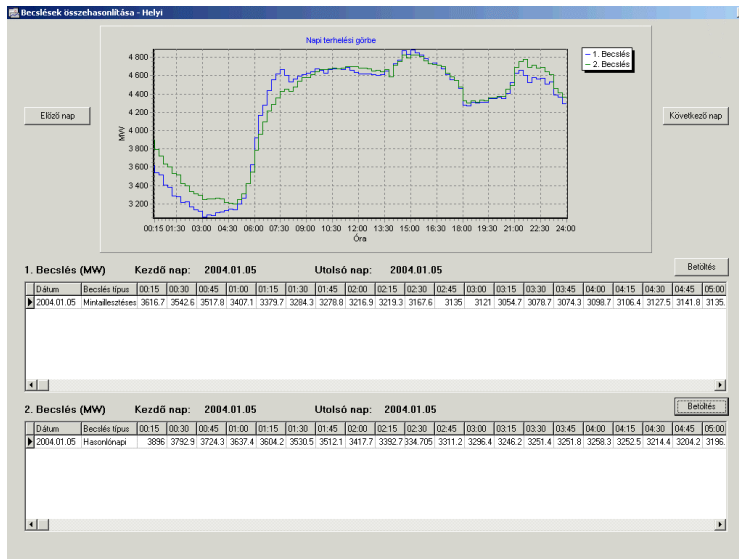 Becslések összehasonlítása - Helyi
Napi terhelési görbe
1. Becslés
2. Becslés
4 800
4 600
4 400
4 200
4 000
3 800
3 600
3 400
3 200
MW
00:15 01:30 03:00 04:30 06:00 07:30 09:00 10:30 12:00 13:30 15:00 16:30 18:00 19:30 21:00 22:30 24:00
Óra
Előző nap
Következő nap
1. Becslés (MW) Kezdő nap: 2004.01.05 Utolsó nap: 2004.01.05 Betöltés
Dátum Becslés típus 00:15 00:30 00:45 01:00 01:15 01:30 01:45 02:00 02:15 02:30 02:45 03:00 03:15 03:30 03:45 04:00 04:15 04:30 04:45 05:00
2004.01.05 Mintaillesztéses 3616.7 3542.6 3517.8 3407.1 3379.7 3284.3 3278.8 3216.9 3219.3 3167.6 3135 3121 3054.7 3078.7 3074.3 3098.7 3106.4 3127.5 3141.8 3135.
2. Becslés (MW) Kezdő nap: 2004.01.05 Utolsó nap: 2004.01.05 Betöltés
Dátum Becslés típus 00:15 00:30 00:45 01:00 01:15 01:30 01:45 02:00 02:15 02:30 02:45 03:00 03:15 03:30 03:45 04:00 04:15 04:30 04:45 05:00
2004.01.05 Hasonlónapi 3896 3792.9 3724.3 3637.4 3604.2 3530.5 3512.1 3417.7 3392.7 334.705 3311.2 3296.4 3246.2 3251.4 3251.8 3258.3 3252.5 3214.4 3204.2 3196.